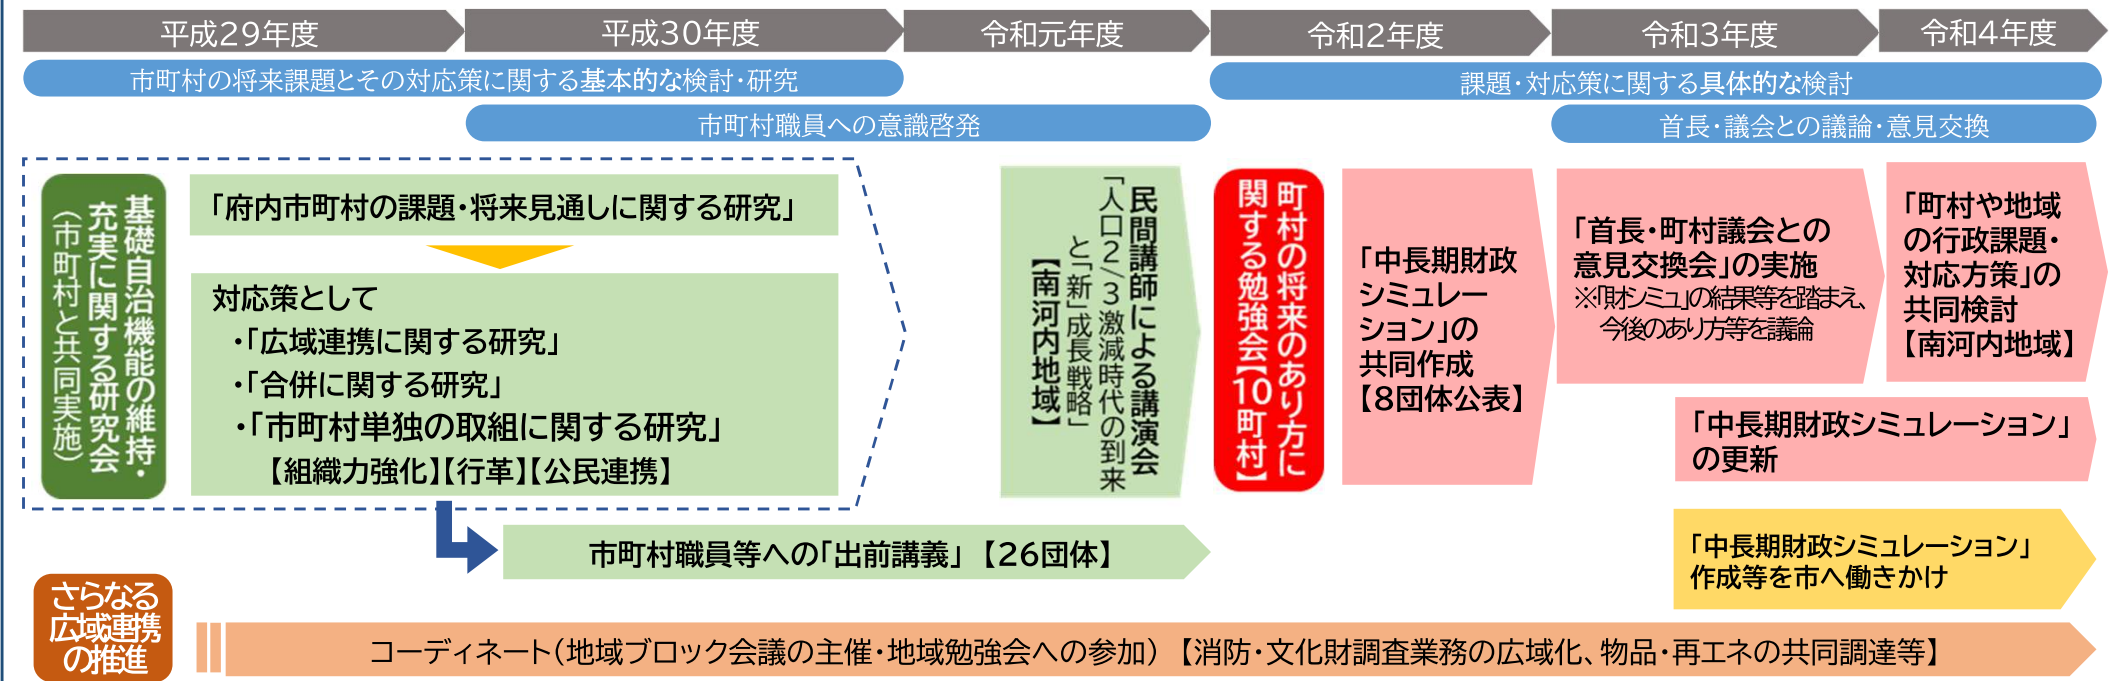 平成29年度
平成30年度
令和元年度
令和2年度
令和3年度
令和4年度
市町村の将来課題とその対応策に関する基本的な検討・研究
課題・対応策に関する具体的な検討
市町村職員への意識啓発
首長・議会との議論・意見交換
基礎自治機能の維持・
充実に関する研究会
（市町村と共同実施）
「府内市町村の課題・将来見通しに関する研究」
対応策として
・「広域連携に関する研究」
・「合併に関する研究」
・「市町村単独の取組に関する研究」
【組織力強化】【行革】【公民連携】
市町村職員等への「出前講義」【26団体】
民間講師による講演会
「人口2/3激減時代の到来
と「新」成長戦略」
【南河内地域】
町村の将来のあり方に
関する勉強会【10町村】
「中長期財政
シミュレー
ション」の
共同作成
【8団体公表】
「首長・町村議会との
意見交換会」の実施
※「財シミュ」の結果等を踏まえ、
今後のあり方等を議論
「町村や地域
の行政課題・
対応方策」の
共同検討
【南河内地域】
「中長期財政シミュレーション」
の更新
「中長期財政シミュレーション」
作成等を市へ働きかけ
さらなる
広域連携
の推進
コーディネート（地域ブロック会議の主催・地域勉強会への参加）【消防・文化財調査業務の広域化、物品・再エネの共同調達等】